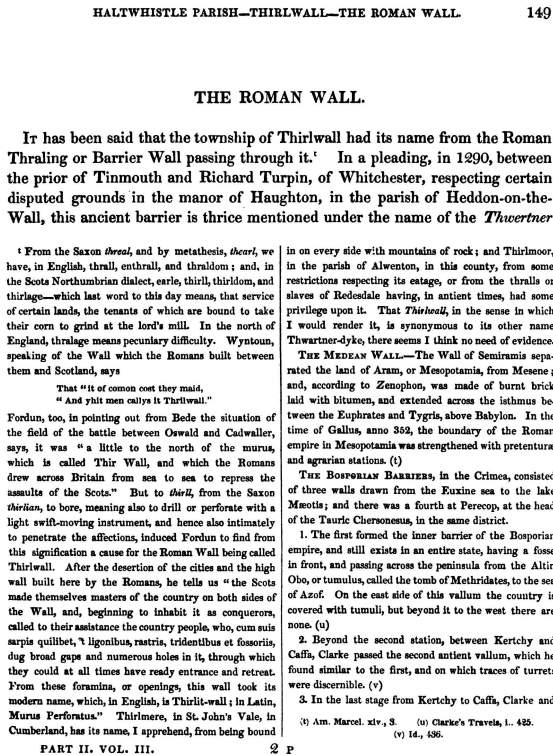 HALTWHISTLE PARISH—THIRLWALL—THE ROMAN WALL. 149
THE ROMAN WALL.
IT has been said that the township of Thirlwall had its name from the Roman
Thraling or Barrier Wall passing through it.ᵗ In a pleading, in 1290, between
the prior of Tinmouth and Richard Turpin, of Whitchester, respecting certain
disputed grounds in the manor of Haughton, in the parish of Heddon-on-the-
Wall, this ancient barrier is thrice mentioned under the name of the Thwertner
ᵗ From the Saxon threal, and by metathesis, thearl, we
have, in English, thrall, enthrall, and thraldom; and, in
the Scots Northumbrian dialect, earle, thirll, thirldom, and
thirlage—which last word to this day means, that service
of certain lands, the tenants of which are bound to take
their corn to grind at the lord's mill. In the north of
England, thralage means pecuniary difficulty. Wyntoun,
speaking of the Wall which the Romans built between
them and Scotland, says
That "it of comon cost they maid,
"And yhit men callys it Thrilwall."
Fordun, too, in pointing out from Bede the situation of
the field of the battle between Oswald and Cadwaller,
says, it was "a little to the north of the murus,
which is called Thir Wall, and which the Romans
drew across Britain from sea to sea to repress the
assaults of the Scots." But to thirll, from the Saxon
thirlian, to bore, meaning also to drill or perforate with a
light swift-moving instrument, and hence also intimately
to penetrate the affections, induced Fordun to find from
this signification a cause for the Roman Wall being called
Thirlwall. After the desertion of the cities and the high
wall built here by the Romans, he tells us "the Scots
made themselves masters of the country on both sides of
the Wall, and, beginning to inhabit it as conquerors,
called to their assistance the country people, who, cum suis
sarpis quilibet, ligonibus, rastris, tridentibus et fossoriis,
dug broad gaps and numerous holes in it, through which
they could at all times have ready entrance and retreat.
From these foramina, or openings, this wall took its
modern name, which, in English, is Thirlit-wall; in Latin,
Murus Perforatus." Thirlmere, in St. John's Vale, in
Cumberland, has its name, I apprehend, from being bound
in on every side with mountains of rock; and Thirlmoor,
in the parish of Alwenton, in this county, from some
restrictions respecting its eatage, or from the thralls or
slaves of Redesdale having, in antient times, had some
privilege upon it. That Thirlwall, in the sense in which
I would render it, is synonymous to its other name
Thwartner-dyke, there seems I think no need of evidence.
THE MEDEAN WALL.—The Wall of Semiramis sepa-
rated the land of Aram, or Mesopotamia, from Mesene;
and, according to Zenophon, was made of burnt brick
laid with bitumen, and extended across the isthmus be-
tween the Euphrates and Tygris, above Babylon. In the
time of Gallus, anno 352, the boundary of the Roman
empire in Mesopotamia was strengthened with pretenturæ
and agrarian stations. (t)
THE BOSPORIAN BARRIERS, in the Crimea, consisted
of three walls drawn from the Euxine sea to the lake
Mæotis; and there was a fourth at Perecop, at the head
of the Tauric Chersonesus, in the same district.
1. The first formed the inner barrier of the Bosporian
empire, and still exists in an entire state, having a fosse
in front, and passing across the peninsula from the Altin
Obo, or tumulus, called the tomb of Methridates, to the sea
of Azof. On the east side of this vallum the country is
covered with tumuli, but beyond it to the west there are
none. (u)
2. Beyond the second station, between Kertchy and
Caffa, Clarke passed the second antient vallum, which he
found similar to the first, and on which traces of turrets
were discernible. (v)
3. In the last stage from Kertchy to Caffa, Clarke and
(t) Am. Marcel. xiv., 3. (u) Clarke's Travels, i.. 425.
(v) Id., 436.
PART II. VOL. III. 2 P